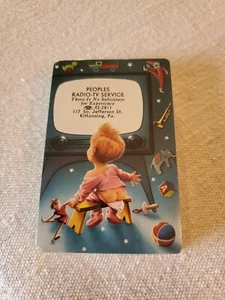 PEOPLES
RADIO-TV SERVICE
There Is No Substitute
for Experience
117 So. Jefferson St.
Kittanning, Pa.
A